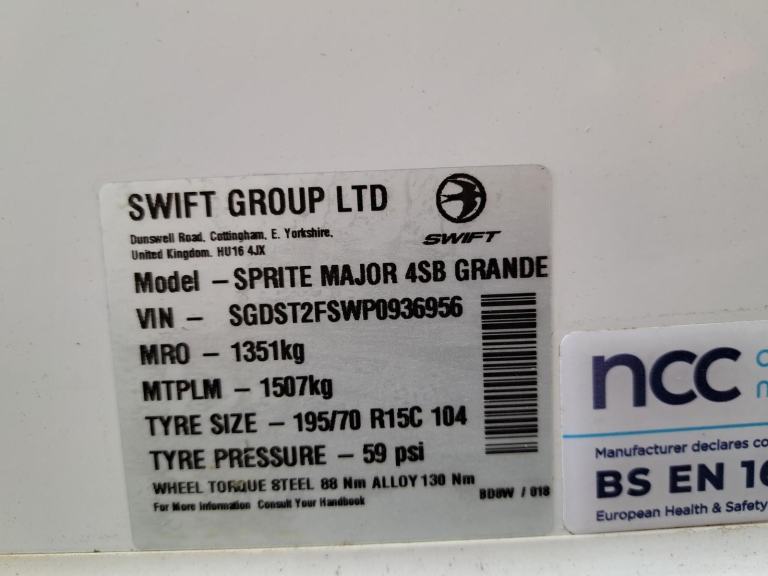 SWIFT GROUP LTD
SWIFT
Dunswell Road, Cottingham, E. Yorkshire,
United Kingdom. HU16 4JX
Model - SPRITE MAJOR 4SB GRANDE
VIN - SGDST2FSWP0936956
MRO - 1351kg
MTPLM - 1507kg
TYRE SIZE - 195/70 R15C 104
TYRE PRESSURE - 59 psi
WHEEL TORQUE STEEL 88 Nm ALLOY 130 Nm
For More Information Consult Your Handbook
BD8W / 018
ncc
Manufacturer declares co
BS EN 16
European Health & Safety